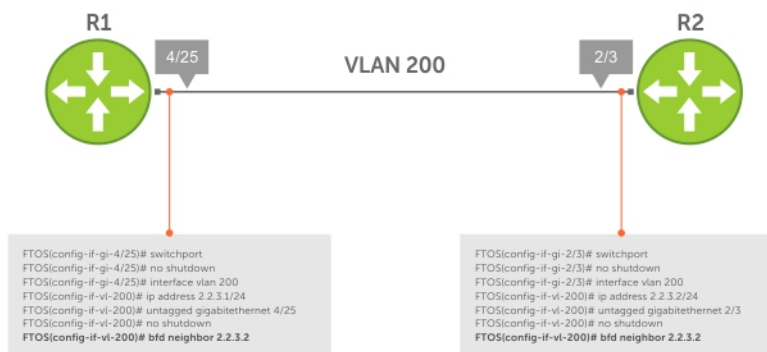 R1
R2
4/25
VLAN 200
2/3
FTOS(config-if-gi-4/25)# switchport
FTOS(config-if-gi-4/25)# no shutdown
FTOS(config-if-gi-4/25)# interface vlan 200
FTOS(config-if-vl-200)# ip address 2.2.3.1/24
FTOS(config-if-vl-200)# untagged gigabitethernet 4/25
FTOS(config-if-vl-200)# no shutdown
FTOS(config-if-vl-200)# bfd neighbor 2.2.3.2
FTOS(config-if-gi-2/3)# switchport
FTOS(config-if-gi-2/3)# no shutdown
FTOS(config-if-gi-2/3)# interface vlan 200
FTOS(config-if-vl-200)# ip address 2.2.3.2/24
FTOS(config-if-vl-200)# untagged gigabitethernet 2/3
FTOS(config-if-vl-200)# no shutdown
FTOS(config-if-vl-200)# bfd neighbor 2.2.3.2